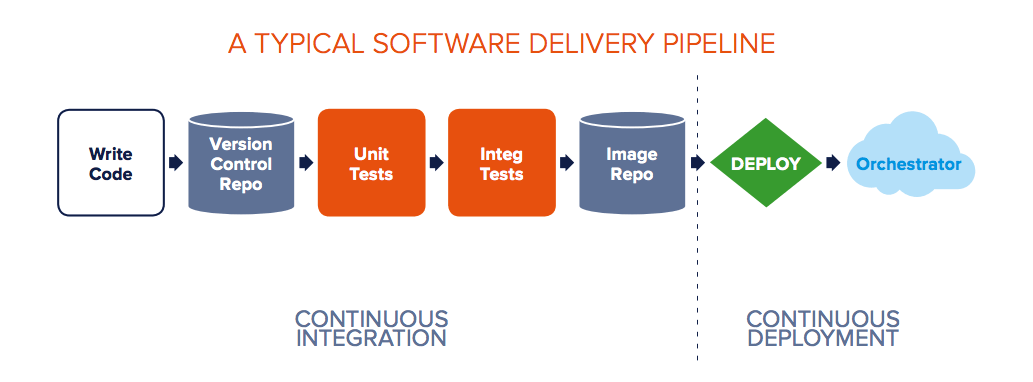 A TYPICAL SOFTWARE DELIVERY PIPELINE
Write
Code
Version
Control
Repo
Unit
Tests
Integ
Tests
Image
Repo
DEPLOY
Orchestrator
CONTINUOUS
INTEGRATION
CONTINUOUS
DEPLOYMENT